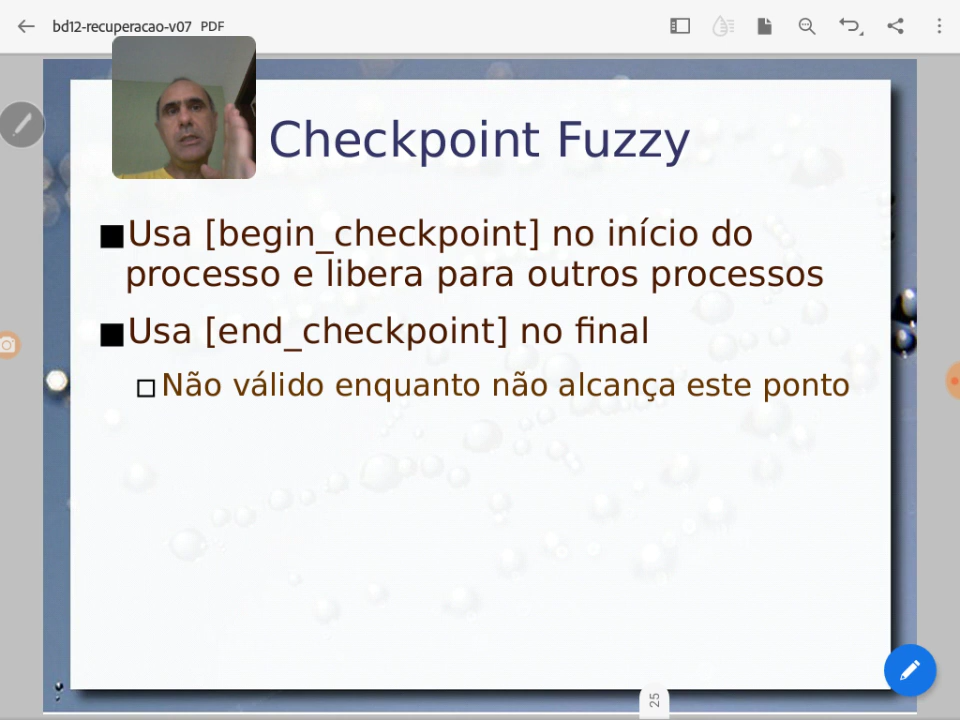 bd12-recuperacao-v07 PDF
Checkpoint Fuzzy
Usa [begin_checkpoint] no início do
processo e libera para outros processos
Usa [end_checkpoint] no final
Não válido enquanto não alcança este ponto
25